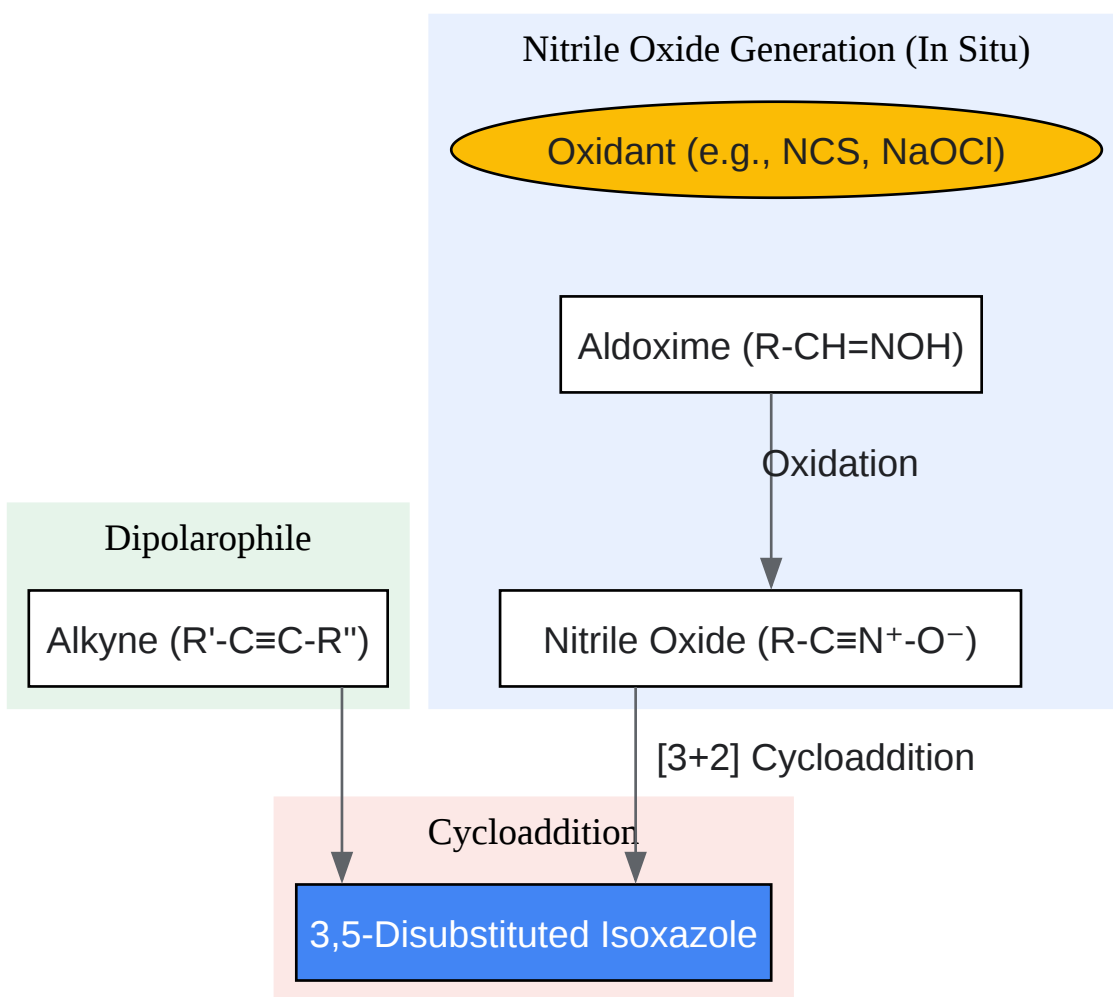 Nitrile Oxide Generation (In Situ)
Oxidant (e.g., NCS, NaOCl)
Aldoxime (R-CH=NOH)
Oxidation
Dipolarophile
Alkyne (R'-C≡C-R")
Nitrile Oxide (R-C≡N⁺-O⁻)
[3+2] Cycloaddition
Cycloaddition
3,5-Disubstituted Isoxazole